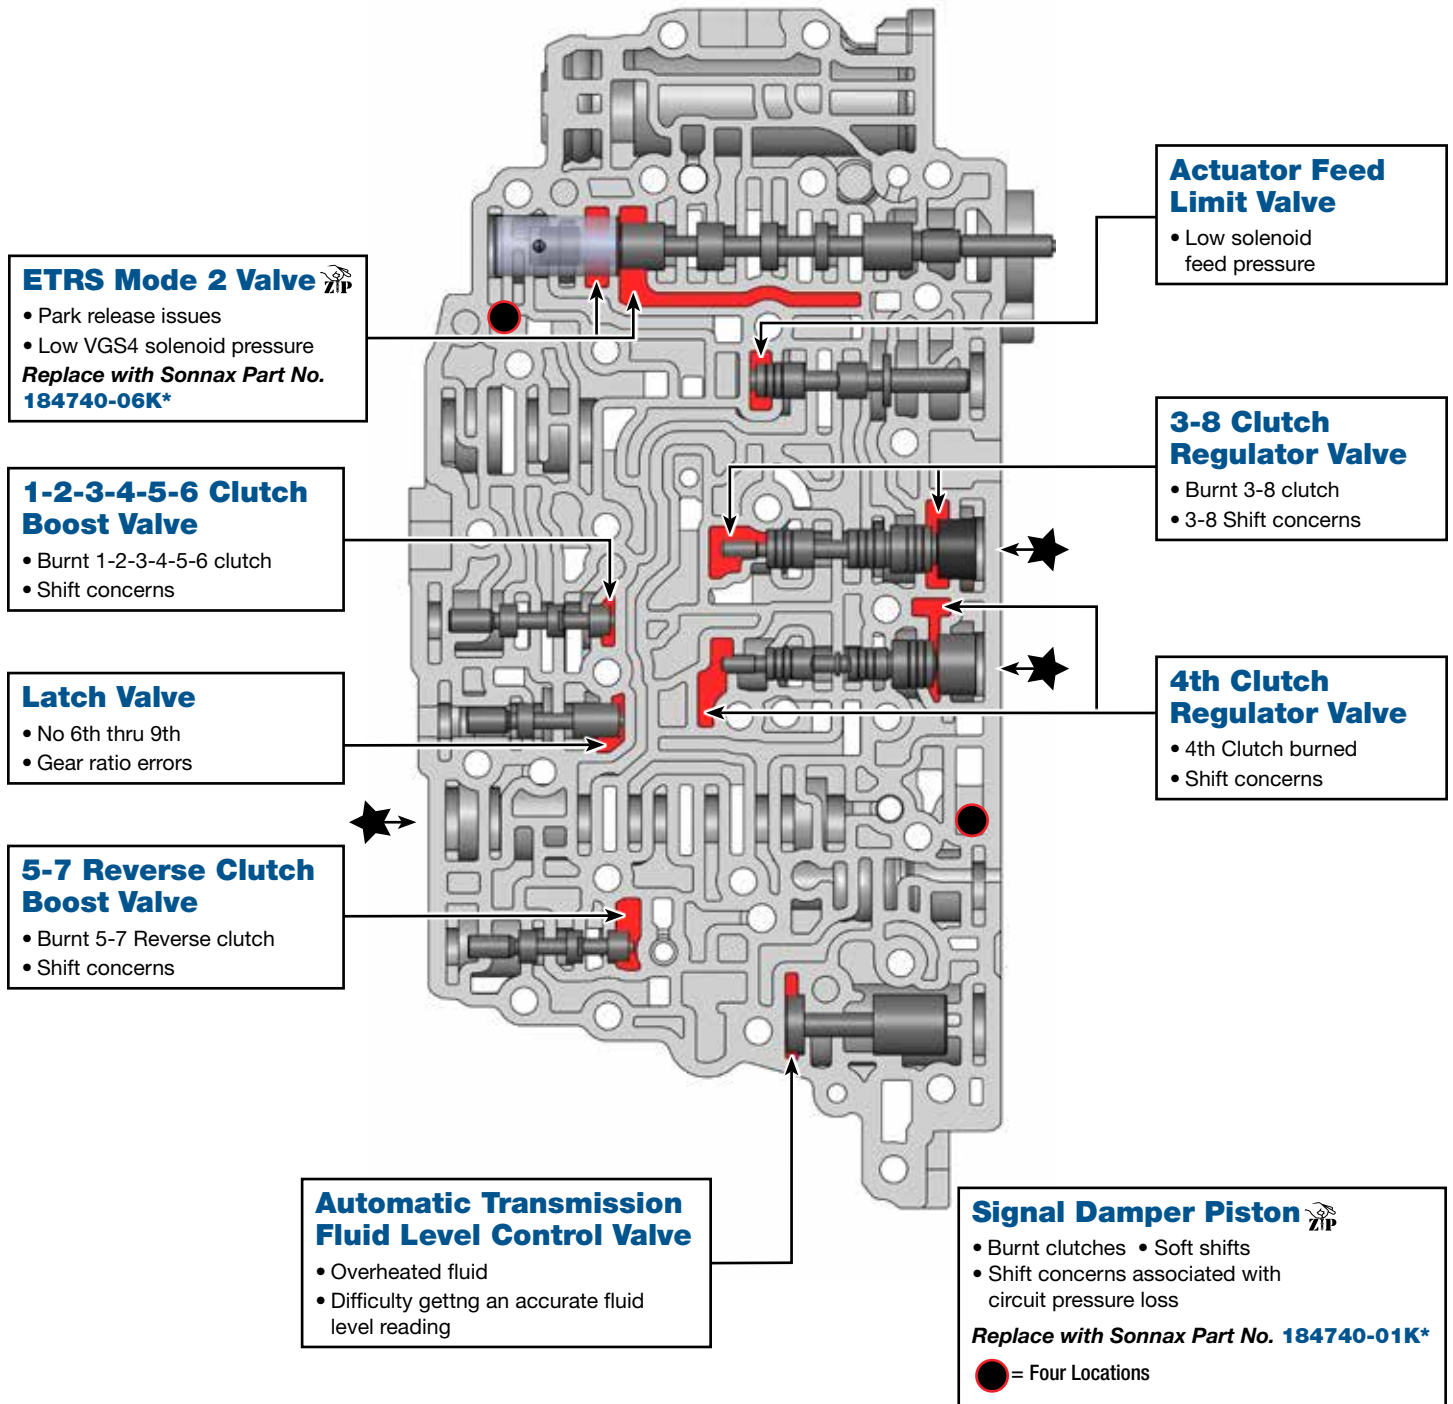 Actuator Feed
Limit Valve
• Low solenoid
feed pressure
ETRS Mode 2 Valve ZIP
• Park release issues
• Low VGS4 solenoid pressure
Replace with Sonnax Part No.
184740-06K*
3-8 Clutch
Regulator Valve
• Burnt 3-8 clutch
• 3-8 Shift concerns
1-2-3-4-5-6 Clutch
Boost Valve
• Burnt 1-2-3-4-5-6 clutch
• Shift concerns
Latch Valve
• No 6th thru 9th
• Gear ratio errors
4th Clutch
Regulator Valve
• 4th Clutch burned
• Shift concerns
5-7 Reverse Clutch
Boost Valve
• Burnt 5-7 Reverse clutch
• Shift concerns
Automatic Transmission
Fluid Level Control Valve
• Overheated fluid
• Difficulty gettng an accurate fluid
level reading
Signal Damper Piston ZIP
• Burnt clutches • Soft shifts
• Shift concerns associated with
circuit pressure loss
Replace with Sonnax Part No. 184740-01K*
= Four Locations